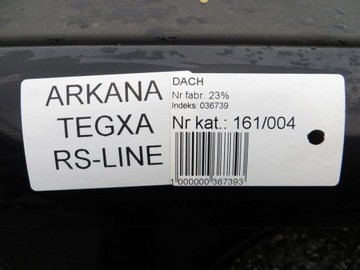 ARKANA
TEGXA
RS-LINE
DACH
Nr fabr. 23%
Indeks: 036739
Nr kat.: 161/004
1 000000 367393